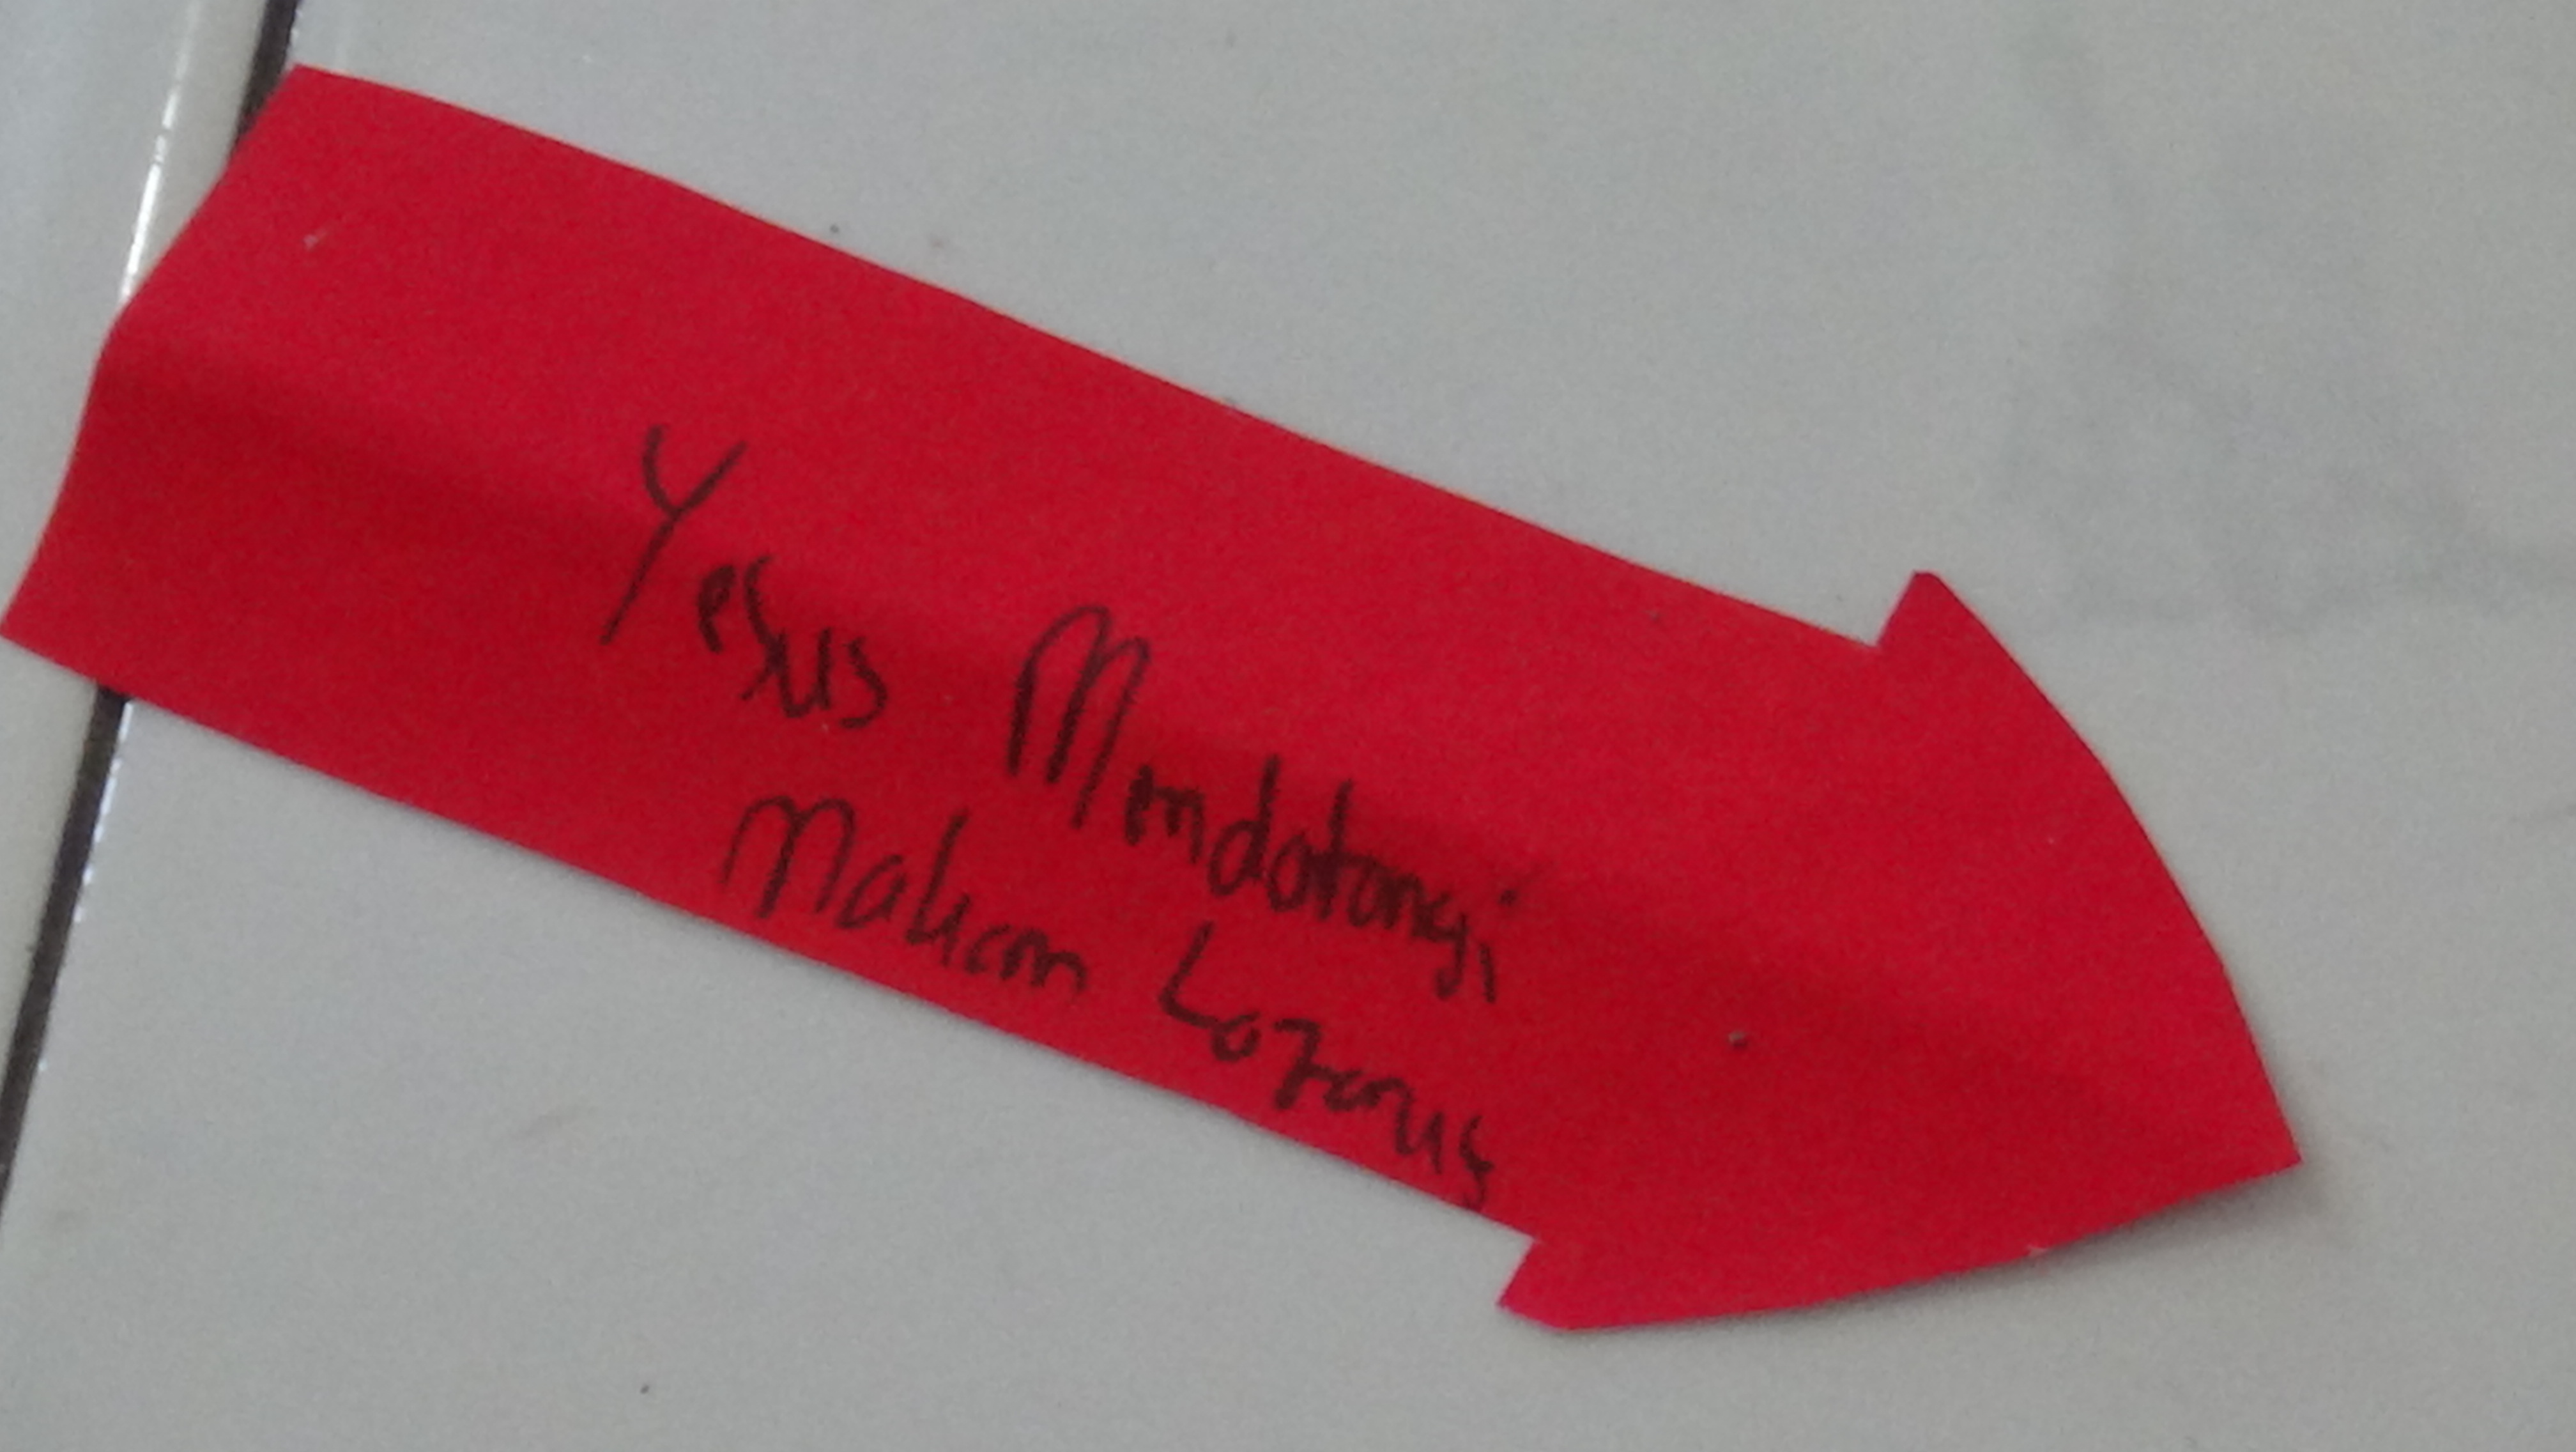 Yesus Mendatangi
Makam Lazarus